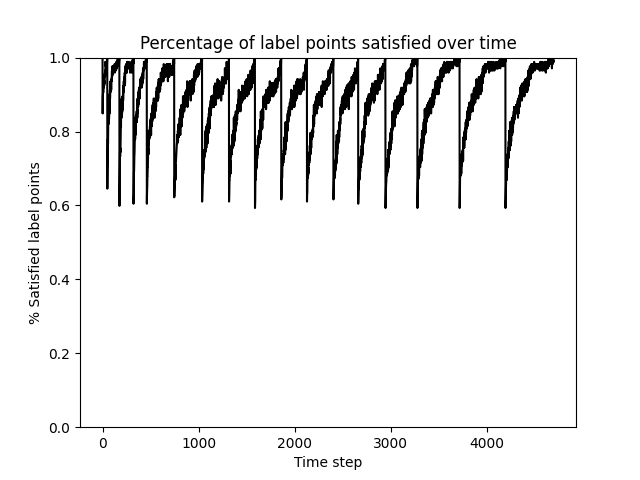 Percentage of label points satisfied over time
1.0
0.8
0.6
0.4
0.2
0.0
% Satisfied label points
0 1000 2000 3000 4000
Time step